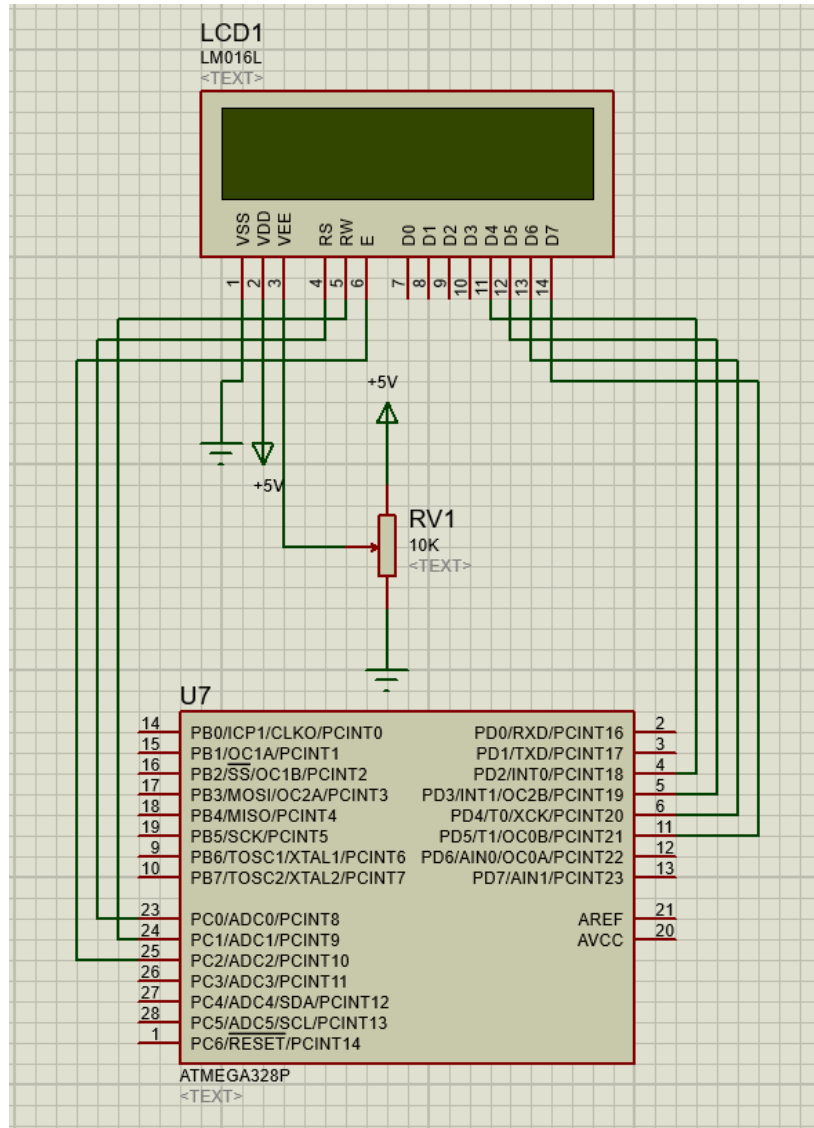 LCD1
LM016L
<TEXT>
VSS VDD VEE RS RW E D0 D1 D2 D3 D4 D5 D6 D7
1 2 3 4 5 6 7 8 9 10 11 12 13 14
+5V
+5V
RV1
10K
<TEXT>
U7
14 PB0/ICP1/CLKO/PCINT0 PD0/RXD/PCINT16 2
15 PB1/OC1A/PCINT1 PD1/TXD/PCINT17 3
16 PB2/SS/OC1B/PCINT2 PD2/INT0/PCINT18 4
17 PB3/MOSI/OC2A/PCINT3 PD3/INT1/OC2B/PCINT19 5
18 PB4/MISO/PCINT4 PD4/T0/XCK/PCINT20 6
19 PB5/SCK/PCINT5 PD5/T1/OC0B/PCINT21 11
9 PB6/TOSC1/XTAL1/PCINT6 PD6/AIN0/OC0A/PCINT22 12
10 PB7/TOSC2/XTAL2/PCINT7 PD7/AIN1/PCINT23 13
23 PC0/ADC0/PCINT8 AREF 21
24 PC1/ADC1/PCINT9 AVCC 20
25 PC2/ADC2/PCINT10
26 PC3/ADC3/PCINT11
27 PC4/ADC4/SDA/PCINT12
28 PC5/ADC5/SCL/PCINT13
1 PC6/RESET/PCINT14
ATMEGA328P
<TEXT>